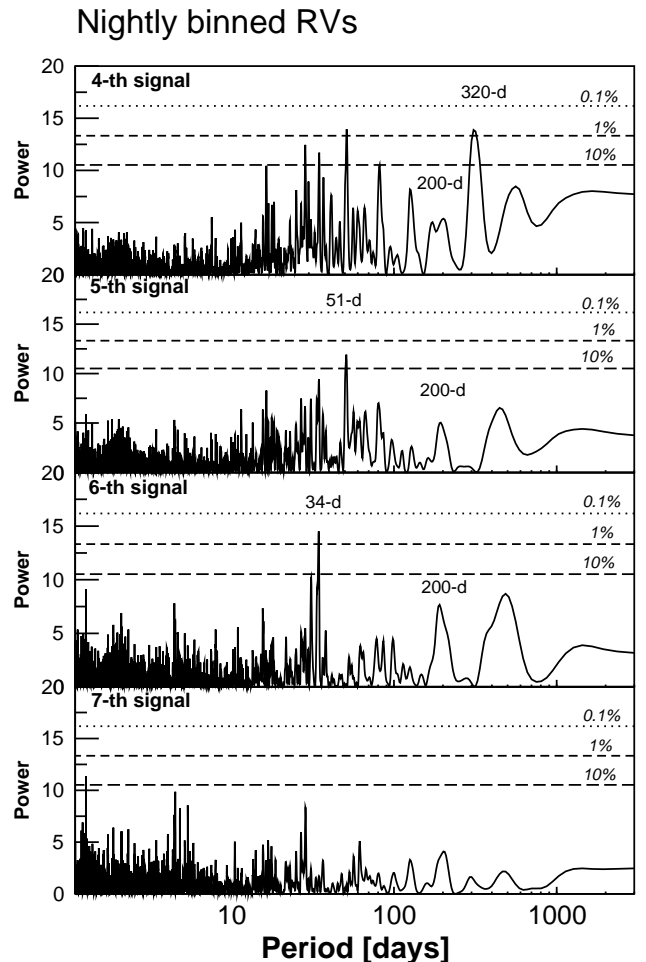 Nightly binned RVs
20
4-th signal
320-d
0.1%
15
1%
10%
10
200-d
5
Power
20
5-th signal
51-d
0.1%
15
1%
10%
10
200-d
5
Power
20
6-th signal
34-d
0.1%
15
1%
10%
10
200-d
5
Power
20
7-th signal
0.1%
15
1%
10%
10
5
Power
0
10
100
1000
Period [days]